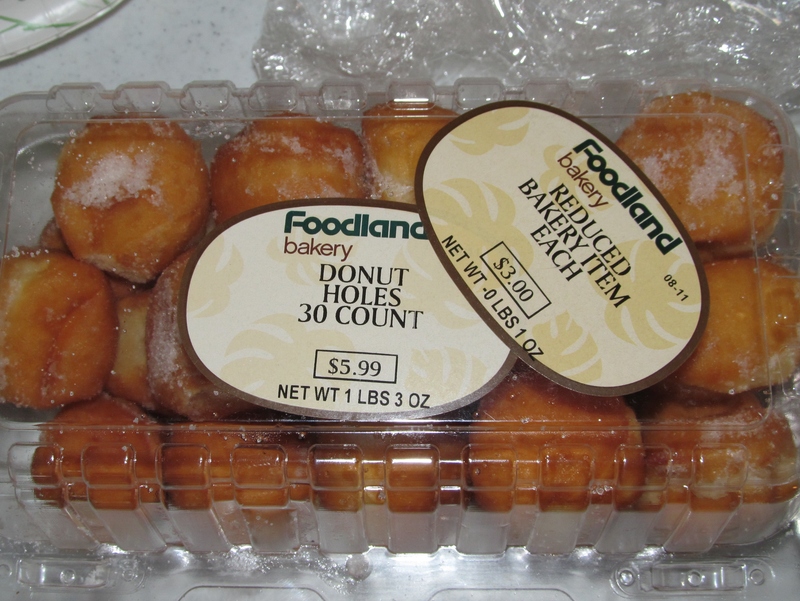 Foodland
bakery
DONUT
HOLES
30 COUNT
$5.99
NET WT 1 LBS 3 OZ
Foodland
bakery
REDUCED
BAKERY ITEM
EACH
$3.00
08-11
NET WT -0 LBS 1 OZ